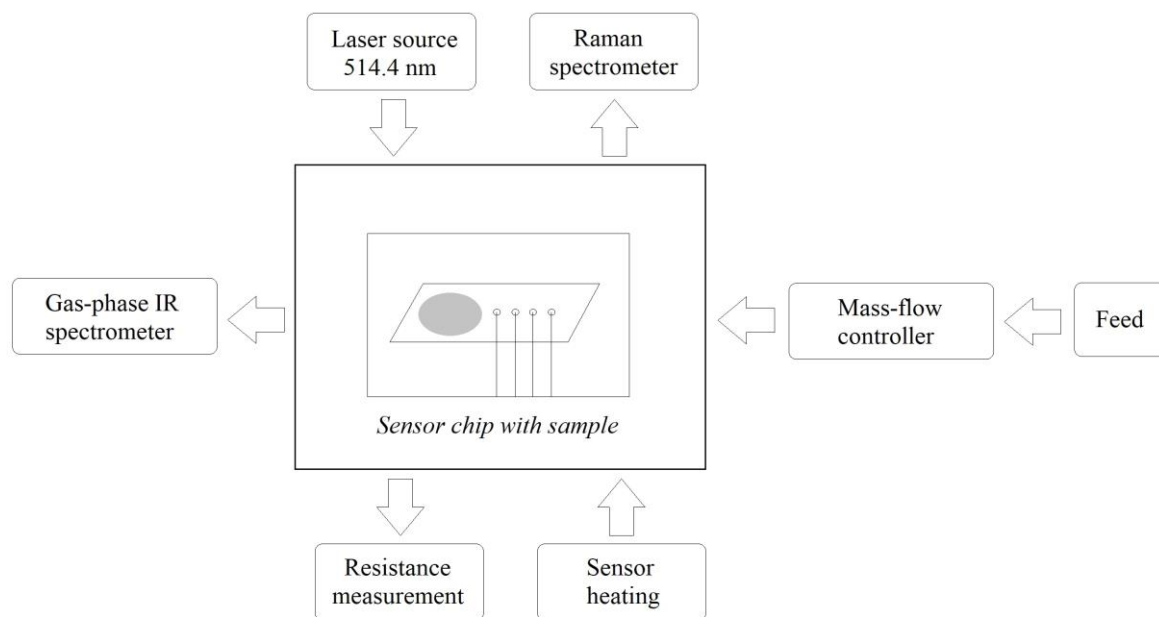 Laser source
514.4 nm
Raman
spectrometer
Gas-phase IR
spectrometer
Mass-flow
controller
Feed
Sensor chip with sample
Resistance
measurement
Sensor
heating